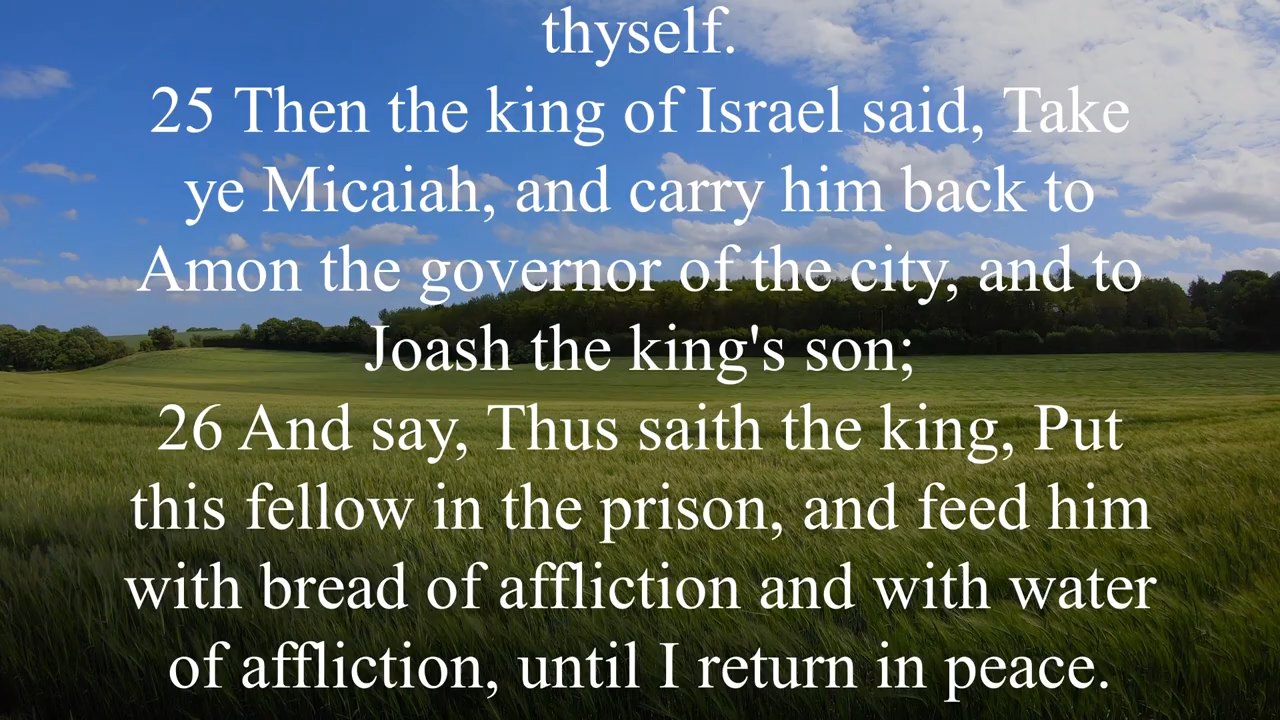 thyself.
25 Then the king of Israel said, Take
ye Micaiah, and carry him back to
Amon the governor of the city, and to
Joash the king's son;
26 And say, Thus saith the king, Put
this fellow in the prison, and feed him
with bread of affliction and with water
of affliction, until I return in peace.